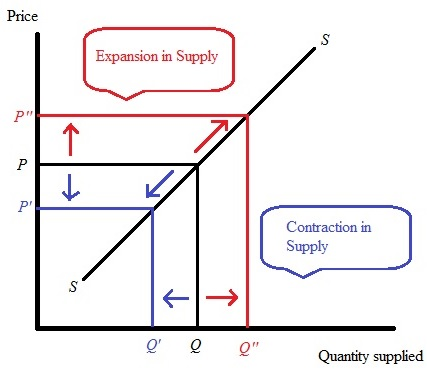 Price
S
Expansion in Supply
P"
P
P'
Contraction in
Supply
S
Q'
Q
Q"
Quantity supplied